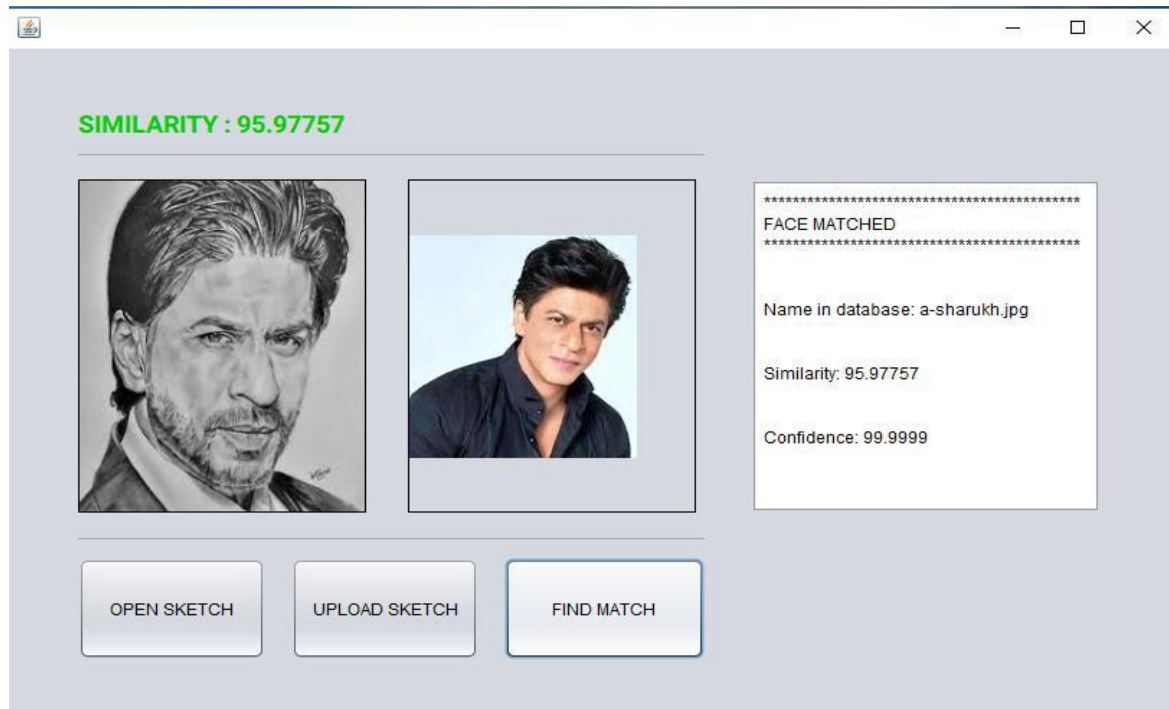 SIMILARITY : 95.97757
********************************************
FACE MATCHED
********************************************
Name in database: a-sharukh.jpg
Similarity: 95.97757
Confidence: 99.9999
OPEN SKETCH
UPLOAD SKETCH
FIND MATCH